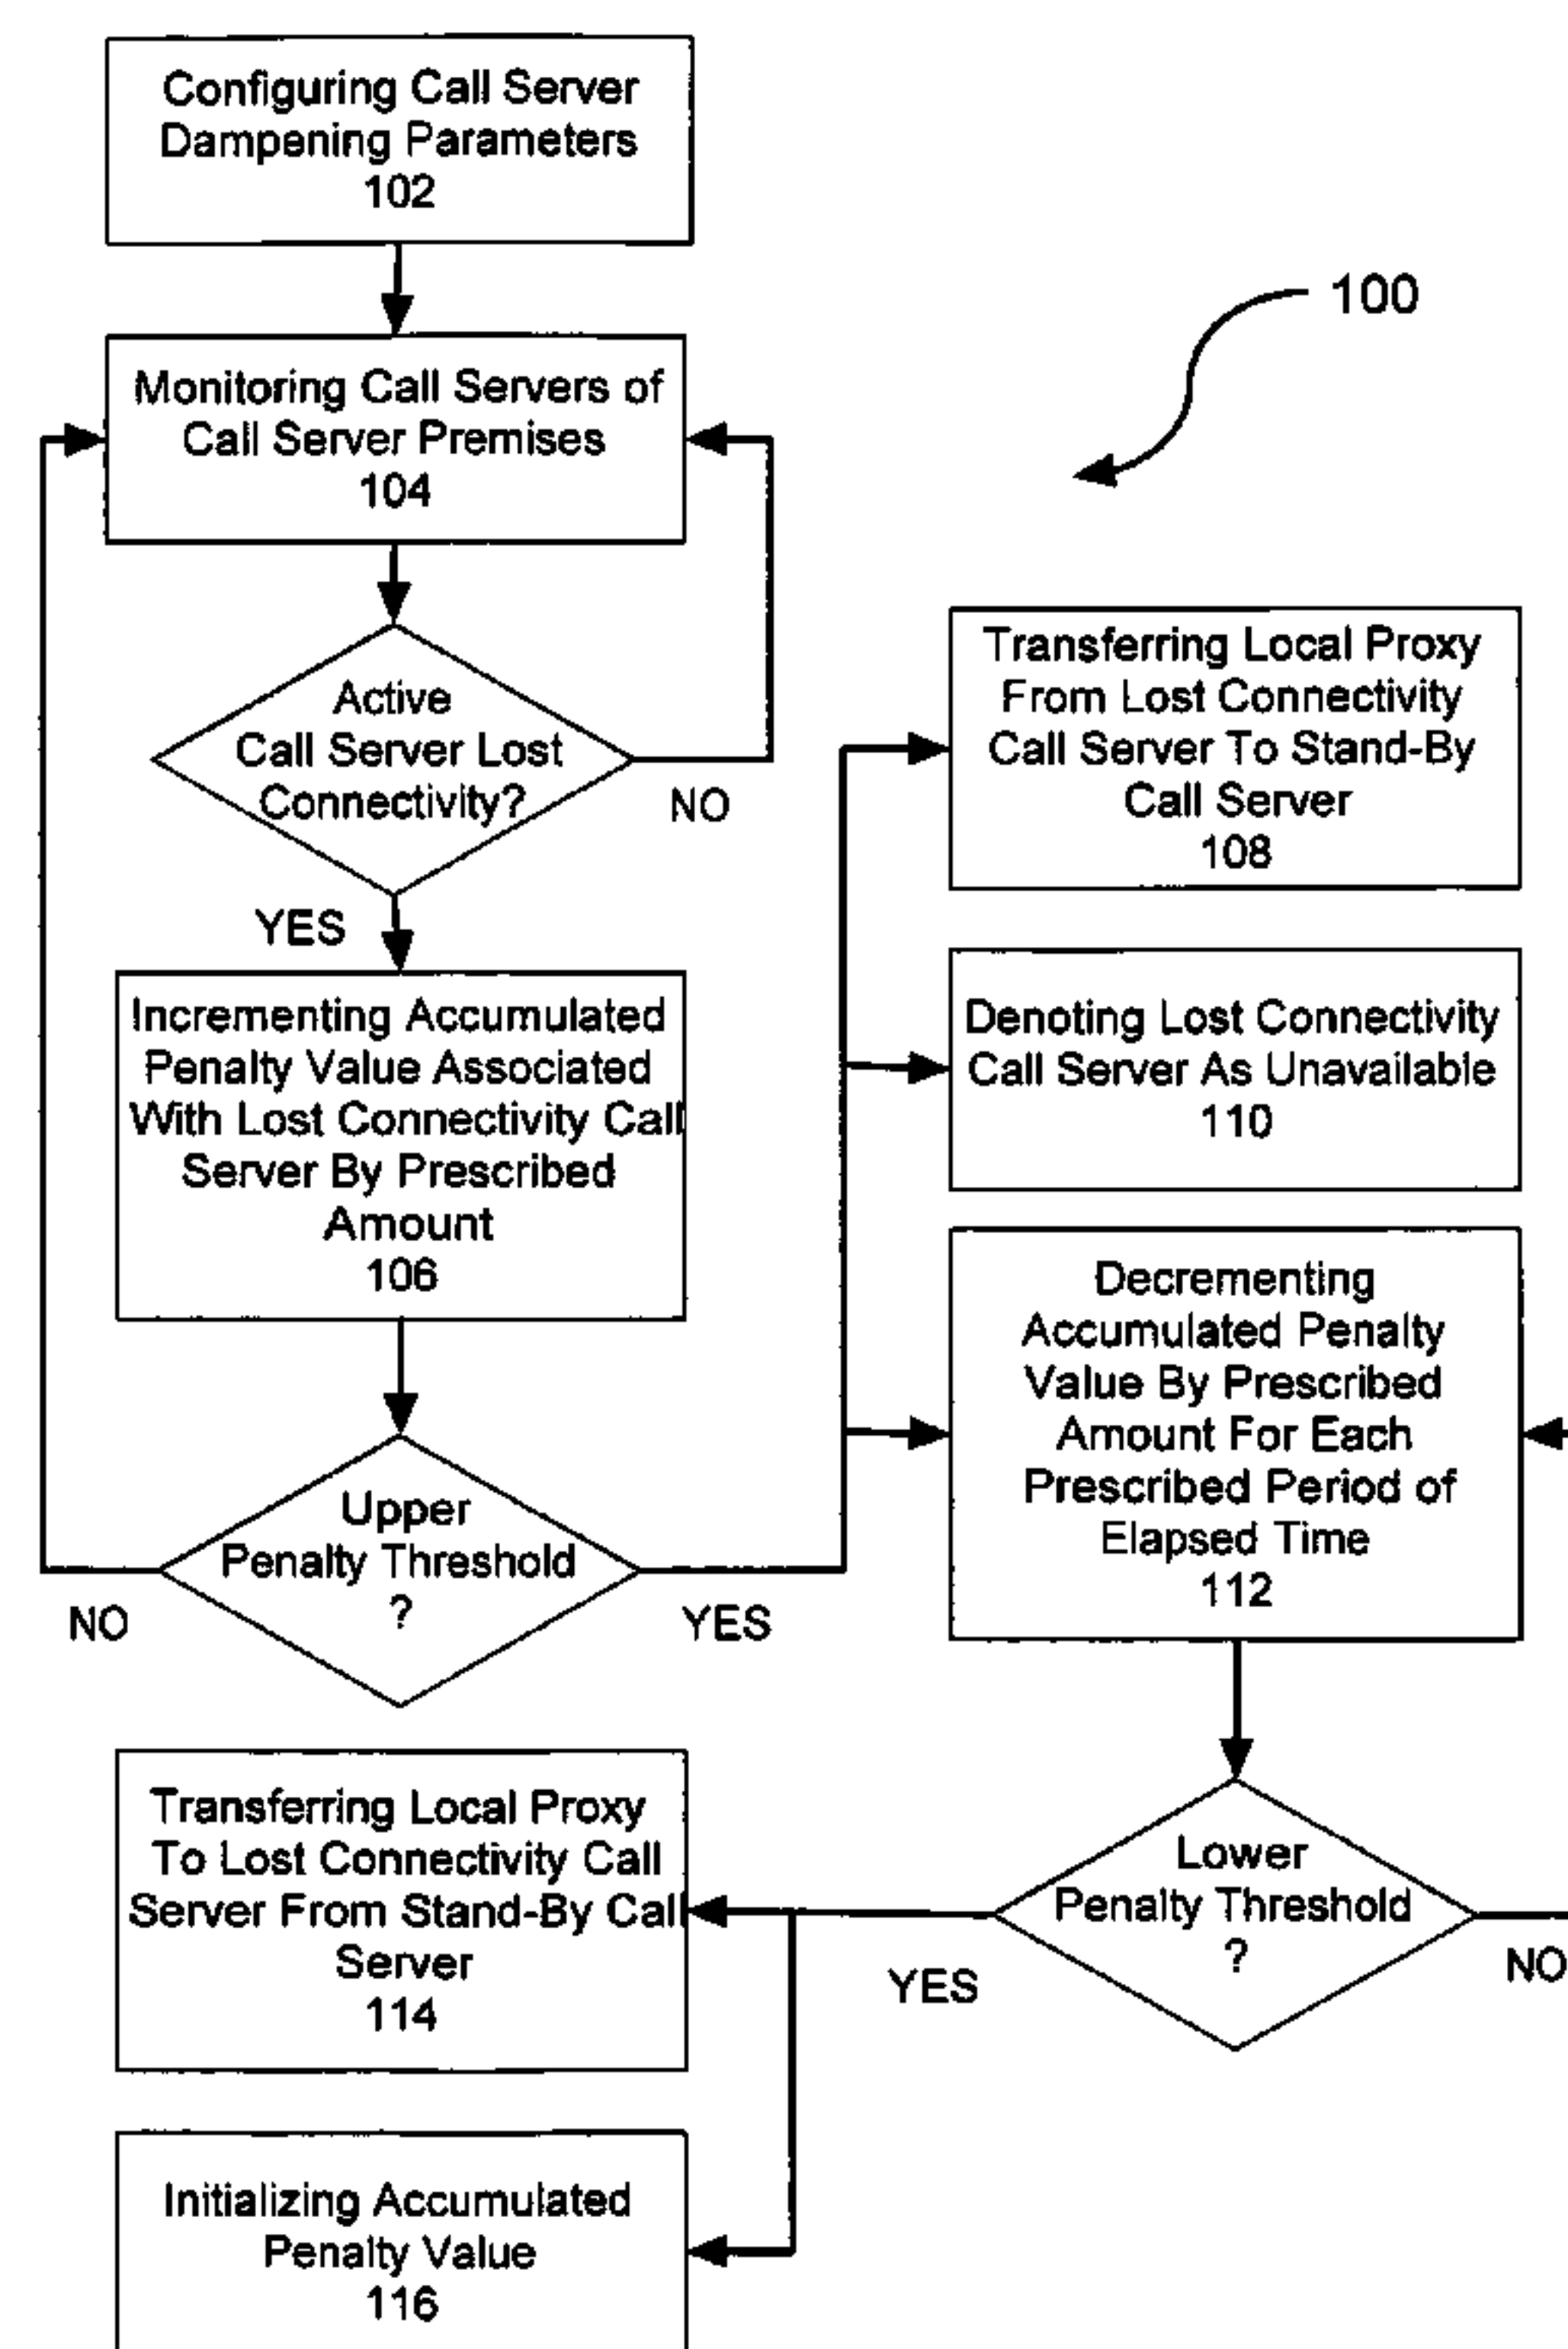 Configuring Call Server
Dampening Parameters
102
100
Monitoring Call Servers of
Call Server Premises
104
Active
Call Server Lost
Connectivity?
NO
YES
Incrementing Accumulated
Penalty Value Associated
With Lost Connectivity Call
Server By Prescribed
Amount
106
Upper
Penalty Threshold
?
NO
YES
Transferring Local Proxy
From Lost Connectivity
Call Server To Stand-By
Call Server
108
Denoting Lost Connectivity
Call Server As Unavailable
110
Decrementing
Accumulated Penalty
Value By Prescribed
Amount For Each
Prescribed Period of
Elapsed Time
112
Lower
Penalty Threshold
?
YES
NO
Transferring Local Proxy
To Lost Connectivity Call
Server From Stand-By Call
Server
114
Initializing Accumulated
Penalty Value
116